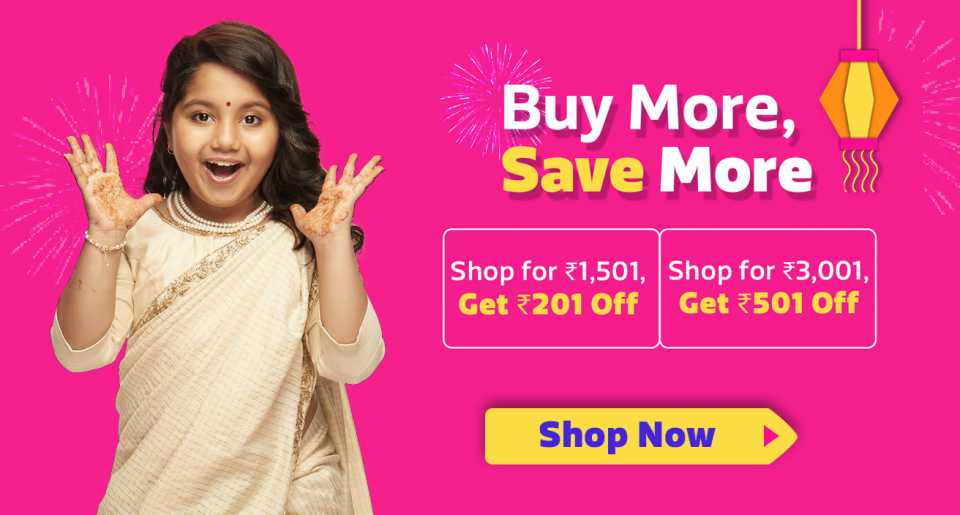 Buy More,
Save More
Shop for ₹1,501,
Get ₹201 Off
Shop for ₹3,001,
Get ₹501 Off
Shop Now